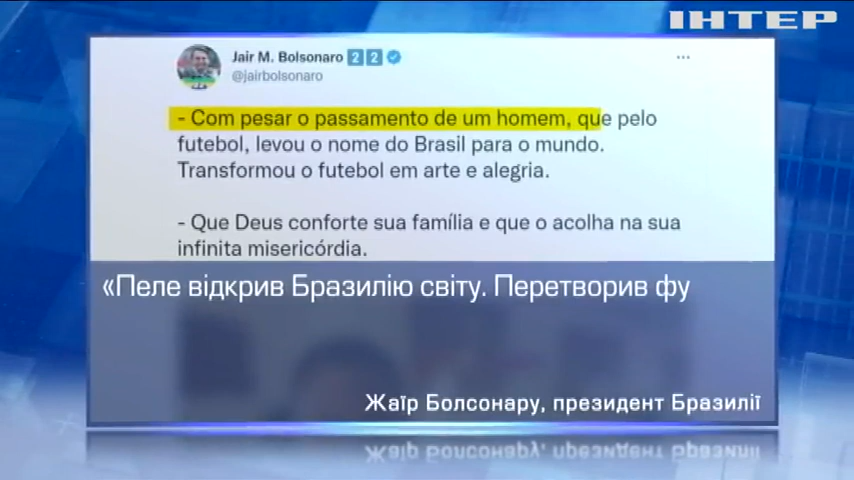 ІНТЕР
Jair M. Bolsonaro 2 2
@jairbolsonaro
- Com pesar o passamento de um homem, que pelo
futebol, levou o nome do Brasil para o mundo.
Transformou o futebol em arte e alegria.
- Que Deus conforte sua família e que o acolha na sua
infinita misericórdia.
«Пеле відкрив Бразилію світу. Перетворив фу
Жаїр Болсонару, президент Бразилії